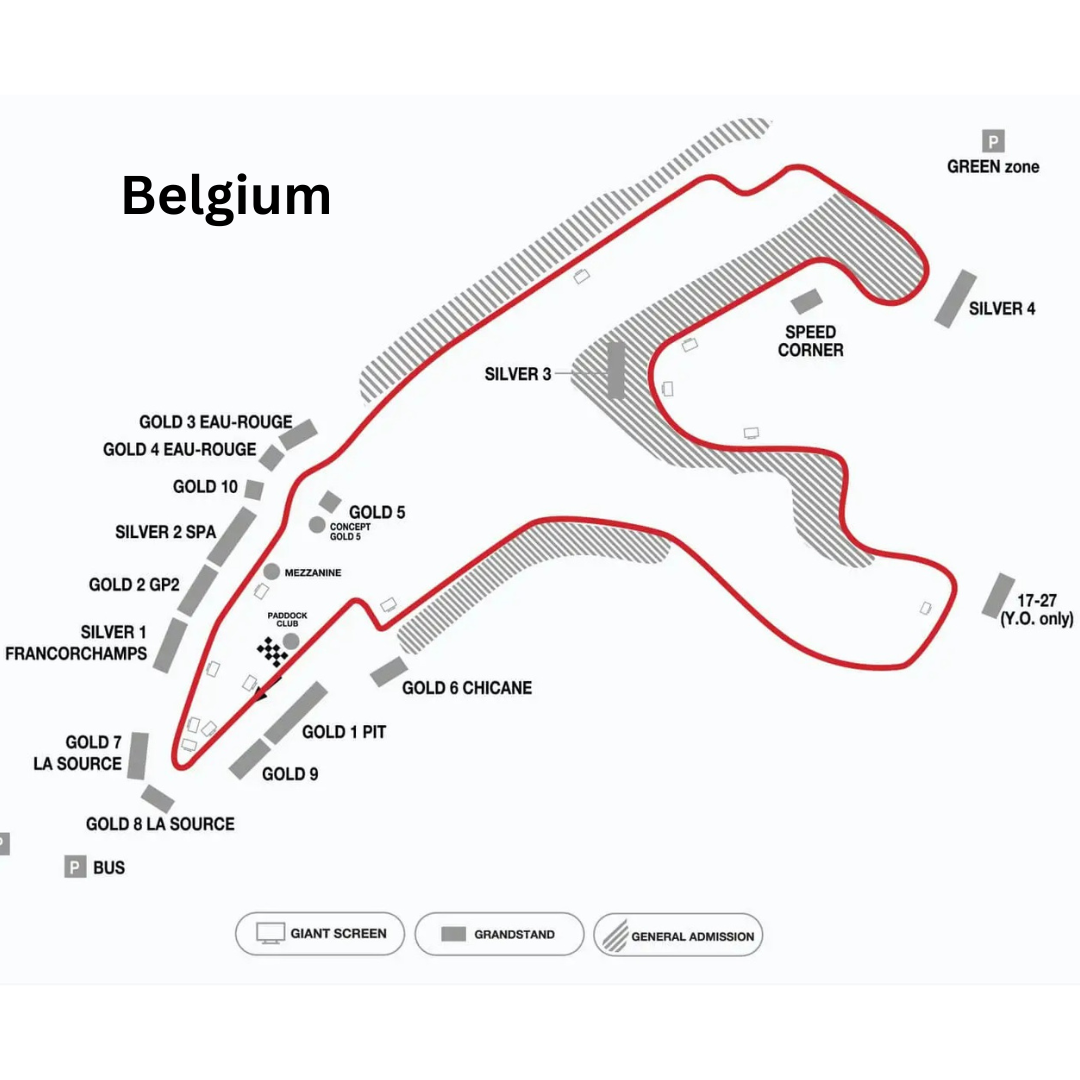 Belgium
P
GREEN zone
SILVER 4
SPEED
CORNER
SILVER 3
GOLD 3 EAU-ROUGE
GOLD 4 EAU-ROUGE
GOLD 10
GOLD 5
CONCEPT
GOLD 5
SILVER 2 SPA
MEZZANINE
GOLD 2 GP2
17-27
(Y.O. only)
PADDOCK
CLUB
SILVER 1
FRANCORCHAMPS
GOLD 6 CHICANE
GOLD 1 PIT
GOLD 7
LA SOURCE
GOLD 9
GOLD 8 LA SOURCE
P
P BUS
GIANT SCREEN
GRANDSTAND
GENERAL ADMISSION